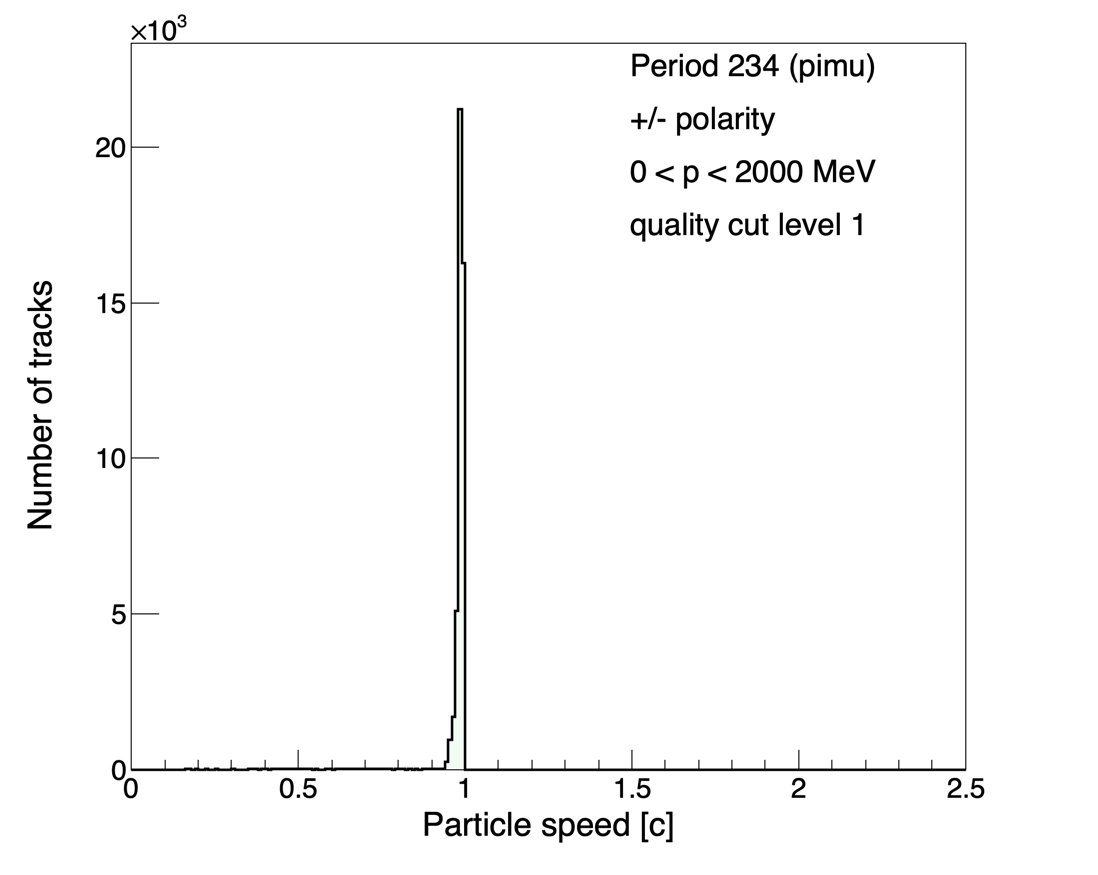 ×10³
Period 234 (pimu)
+/- polarity
0 < p < 2000 MeV
quality cut level 1
20
15
10
5
0
Number of tracks
0 0.5 1 1.5 2 2.5
Particle speed [c]